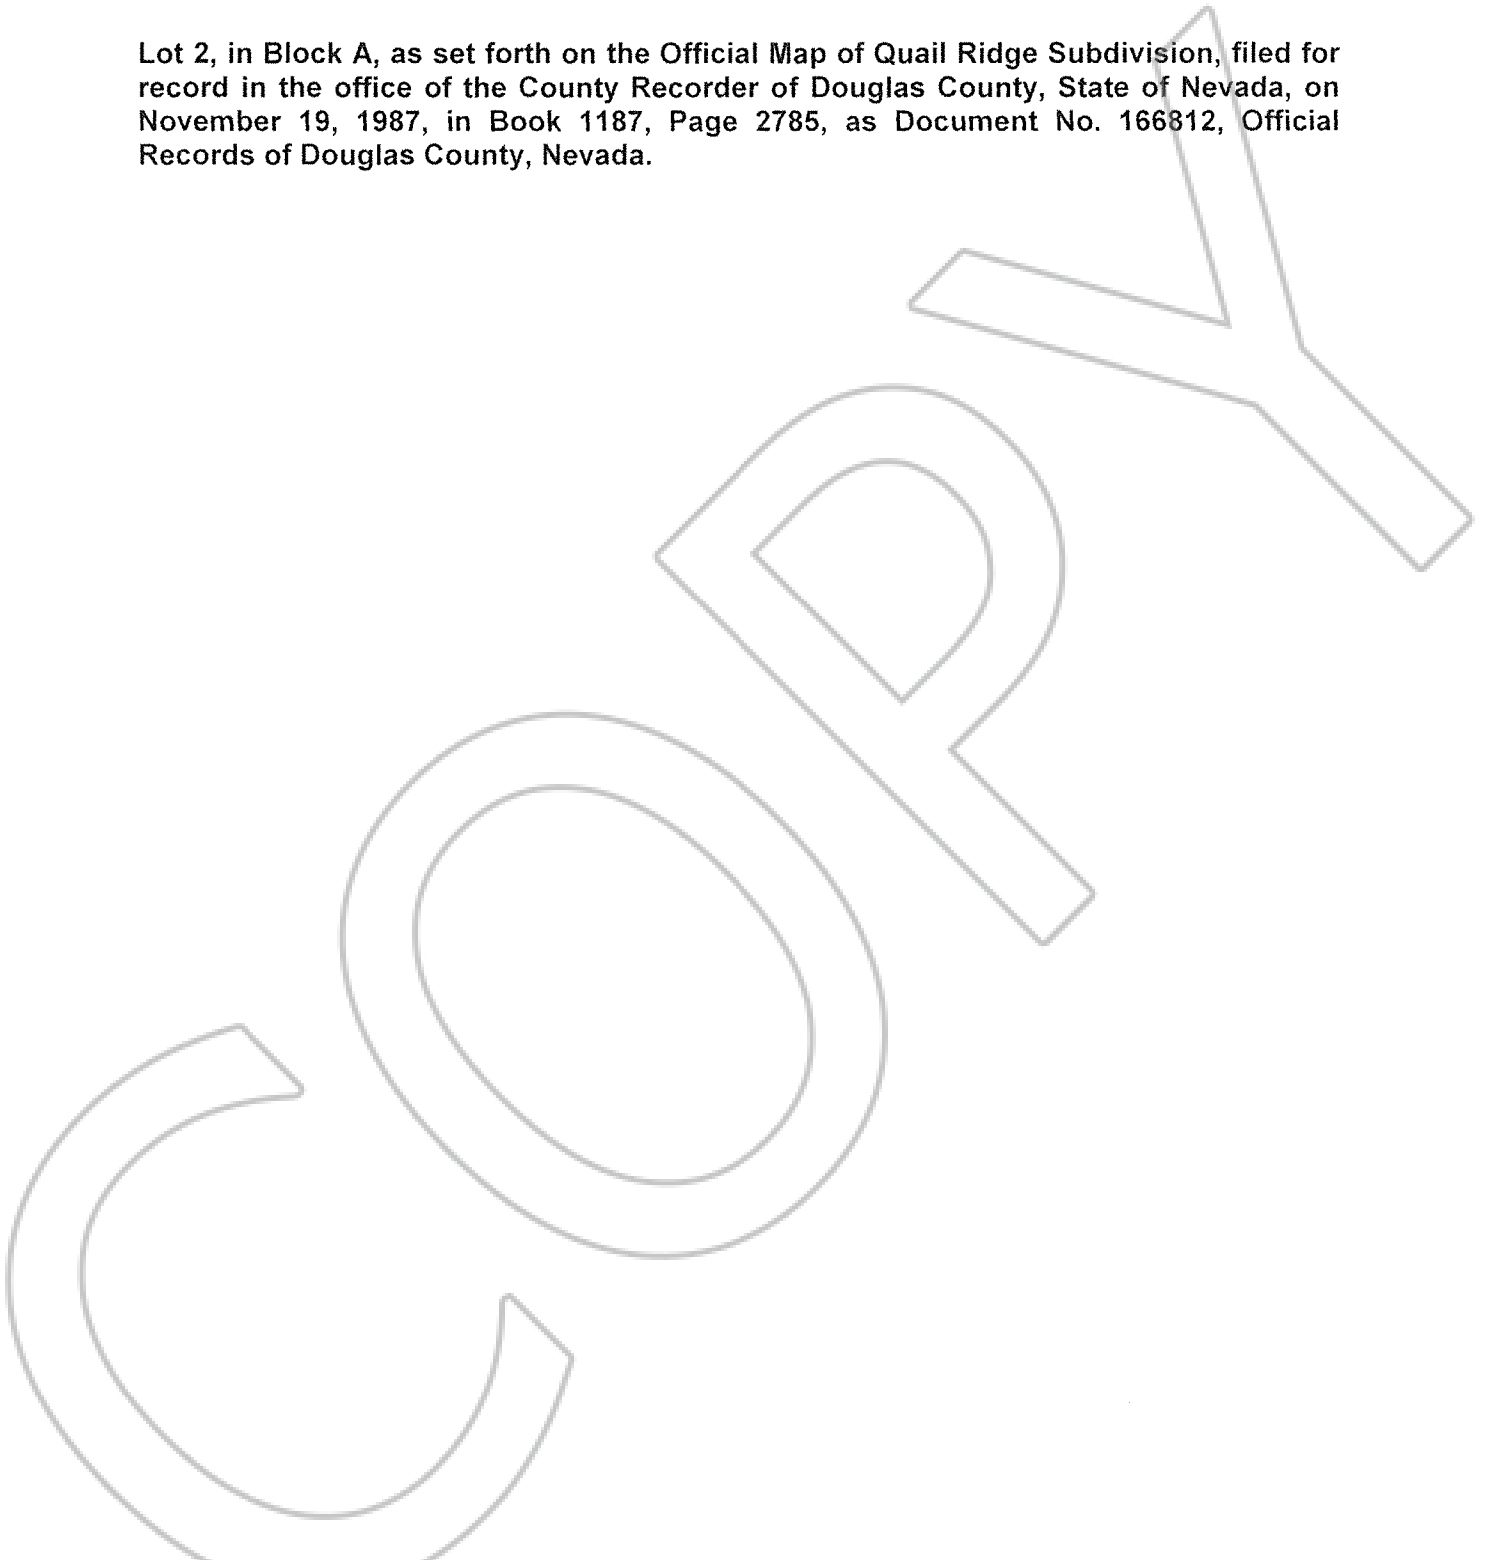 Lot 2, in Block A, as set forth on the Official Map of Quail Ridge Subdivision, filed for
record in the office of the County Recorder of Douglas County, State of Nevada, on
November 19, 1987, in Book 1187, Page 2785, as Document No. 166812, Official
Records of Douglas County, Nevada.
COPY